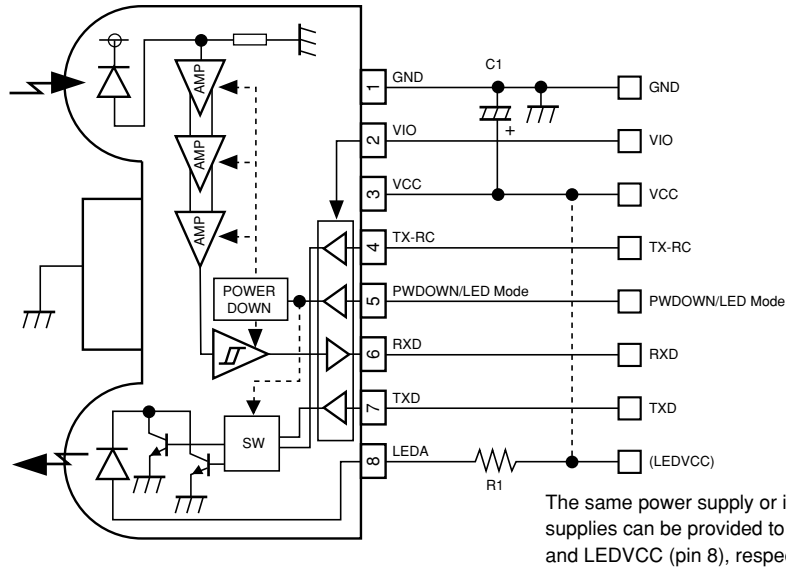 C1
1 GND GND
AMP
+
2 VIO VIO
3 VCC VCC
AMP
AMP
4 TX-RC TX-RC
POWER
DOWN
5 PWDOWN/LED Mode PWDOWN/LED Mode
6 RXD RXD
7 TXD TXD
SW
8 LEDA (LEDVCC)
R1
The same power supply or i
supplies can be provided to
and LEDVCC (pin 8), respe